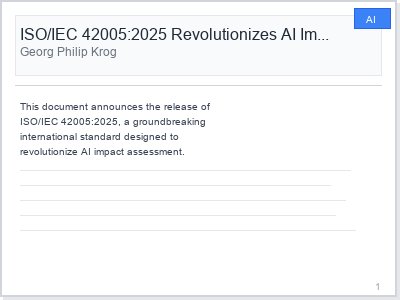 AI
ISO/IEC 42005:2025 Revolutionizes AI Im...
Georg Philip Krog
This document announces the release of
ISO/IEC 42005:2025, a groundbreaking
international standard designed to
revolutionize AI impact assessment.
1